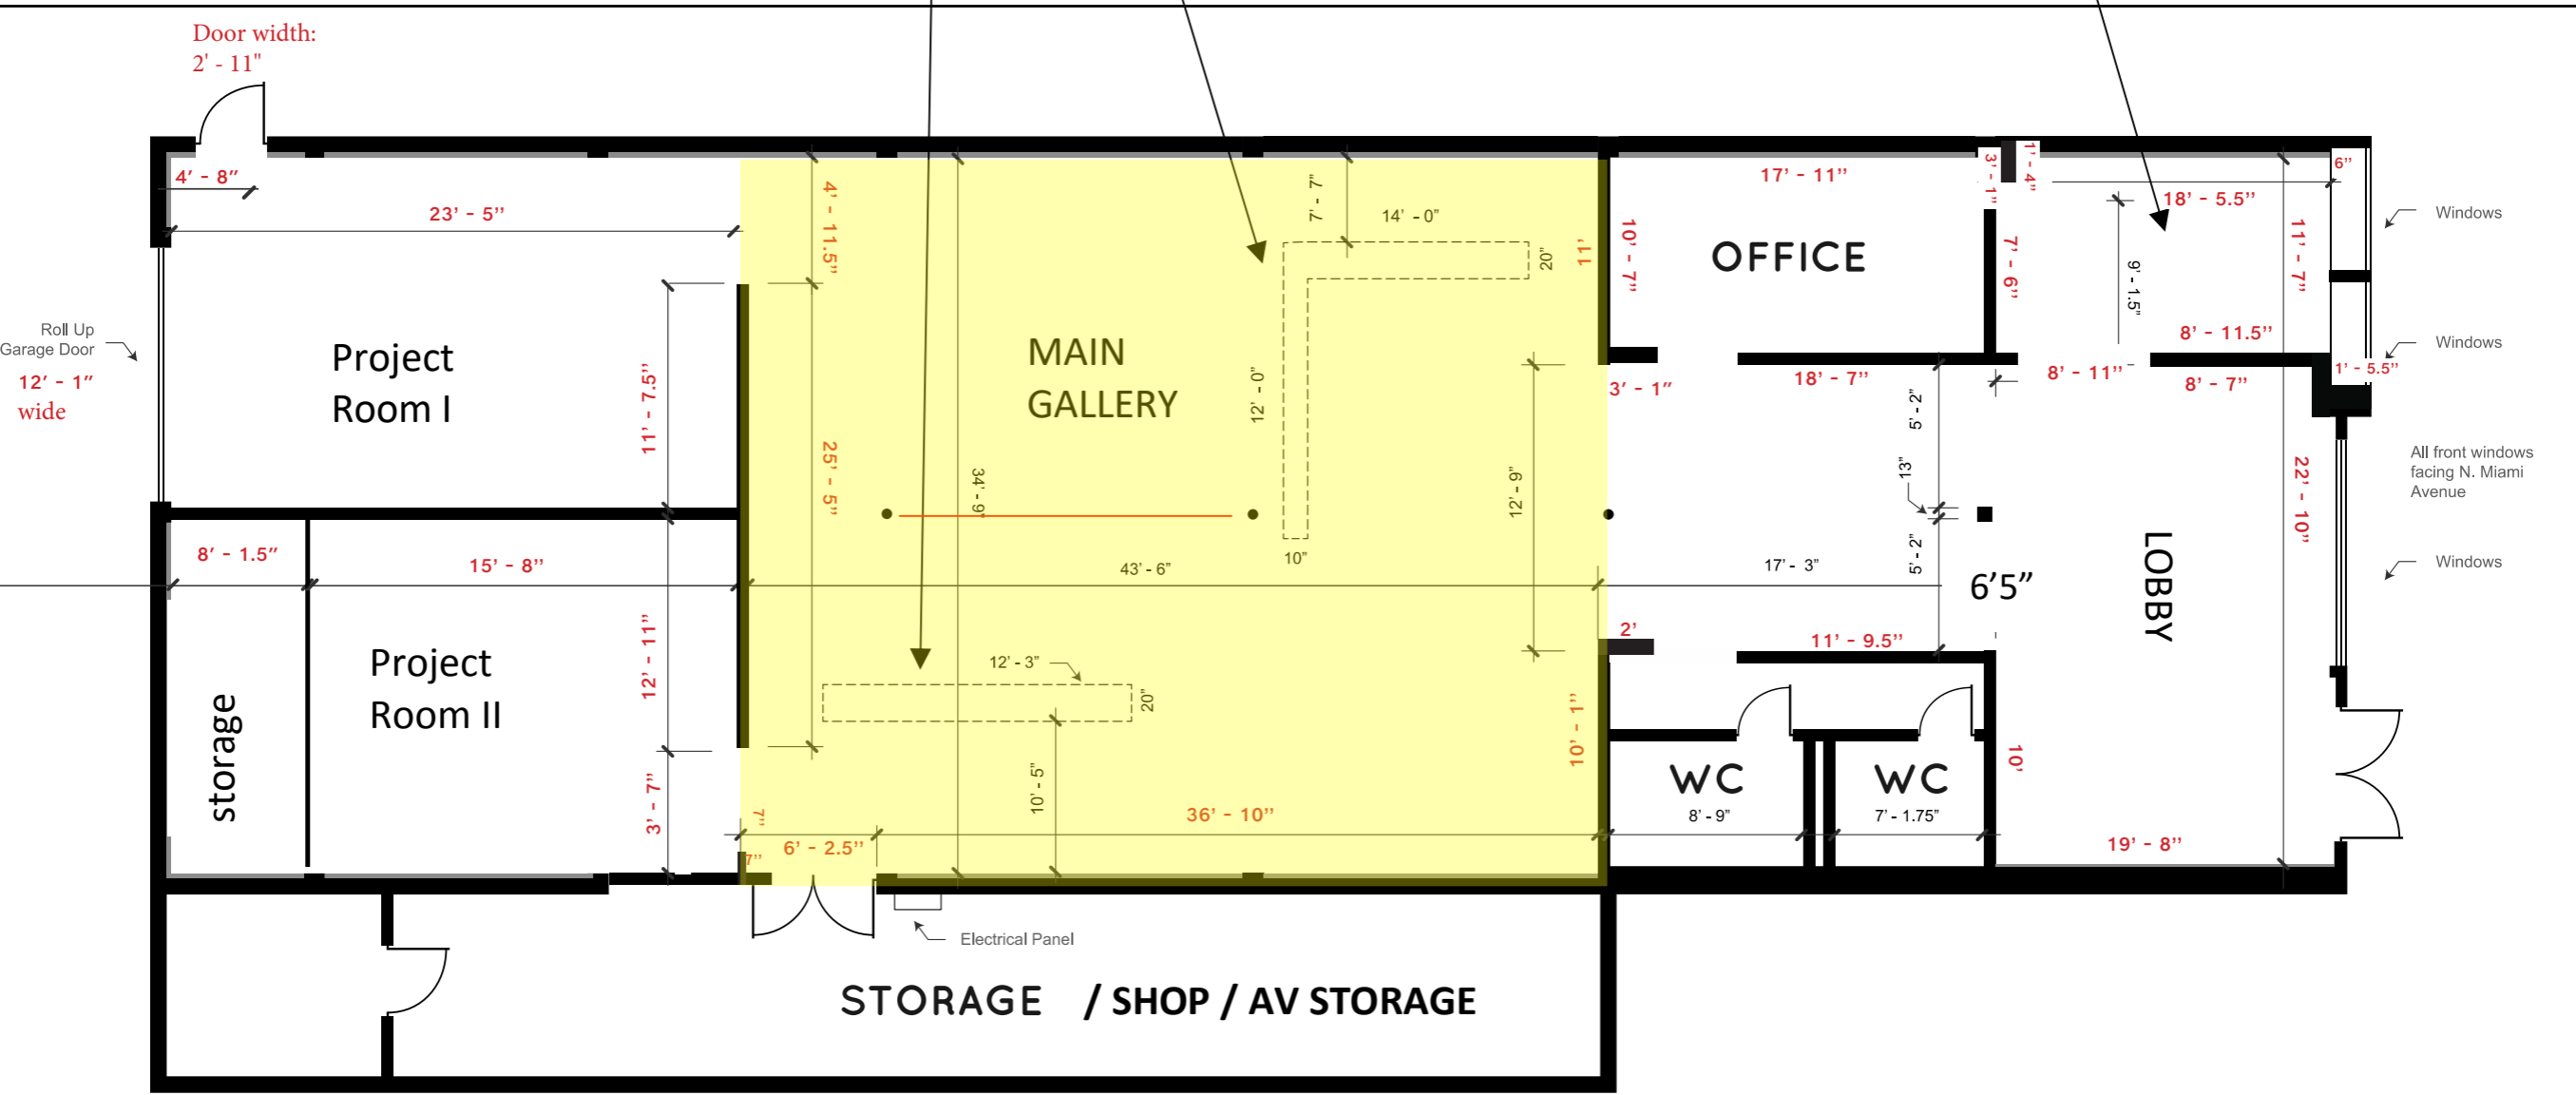 Door width:
2' - 11"
4’ - 8”
23’ - 5”
4’ - 11.5”
7’ - 7”
14’ - 0”
20”
11’
10’ - 7”
17’ - 11”
OFFICE
3’ - 1”
1’ - 4”
7’ - 6”
18’ - 5.5”
9’ - 1.5”
11’ - 7”
6”
Windows
Roll Up
Garage Door
12’ - 1”
wide
Project
Room I
11’ - 7.5”
MAIN
GALLERY
25’ - 5”
34’ - 9”
12’ - 0”
10”
12’ - 9”
3’ - 1”
18’ - 7”
5’ - 2”
13”
5’ - 2”
8’ - 11”
8’ - 11.5”
8’ - 7”
1’ - 5.5”
Windows
All front windows
facing N. Miami
Avenue
22’ - 10”
LOBBY
Windows
8’ - 1.5”
15’ - 8”
43’ - 6”
17’ - 3”
6’5”
storage
Project
Room II
12’ - 11”
3’ - 7”
12’ - 3”
20”
10’ - 5”
2’
11’ - 9.5”
10’ - 1”
WC
8’ - 9”
WC
7’ - 1.75”
10’
19’ - 8”
7”
7”
6’ - 2.5”
36’ - 10”
Electrical Panel
STORAGE / SHOP / AV STORAGE